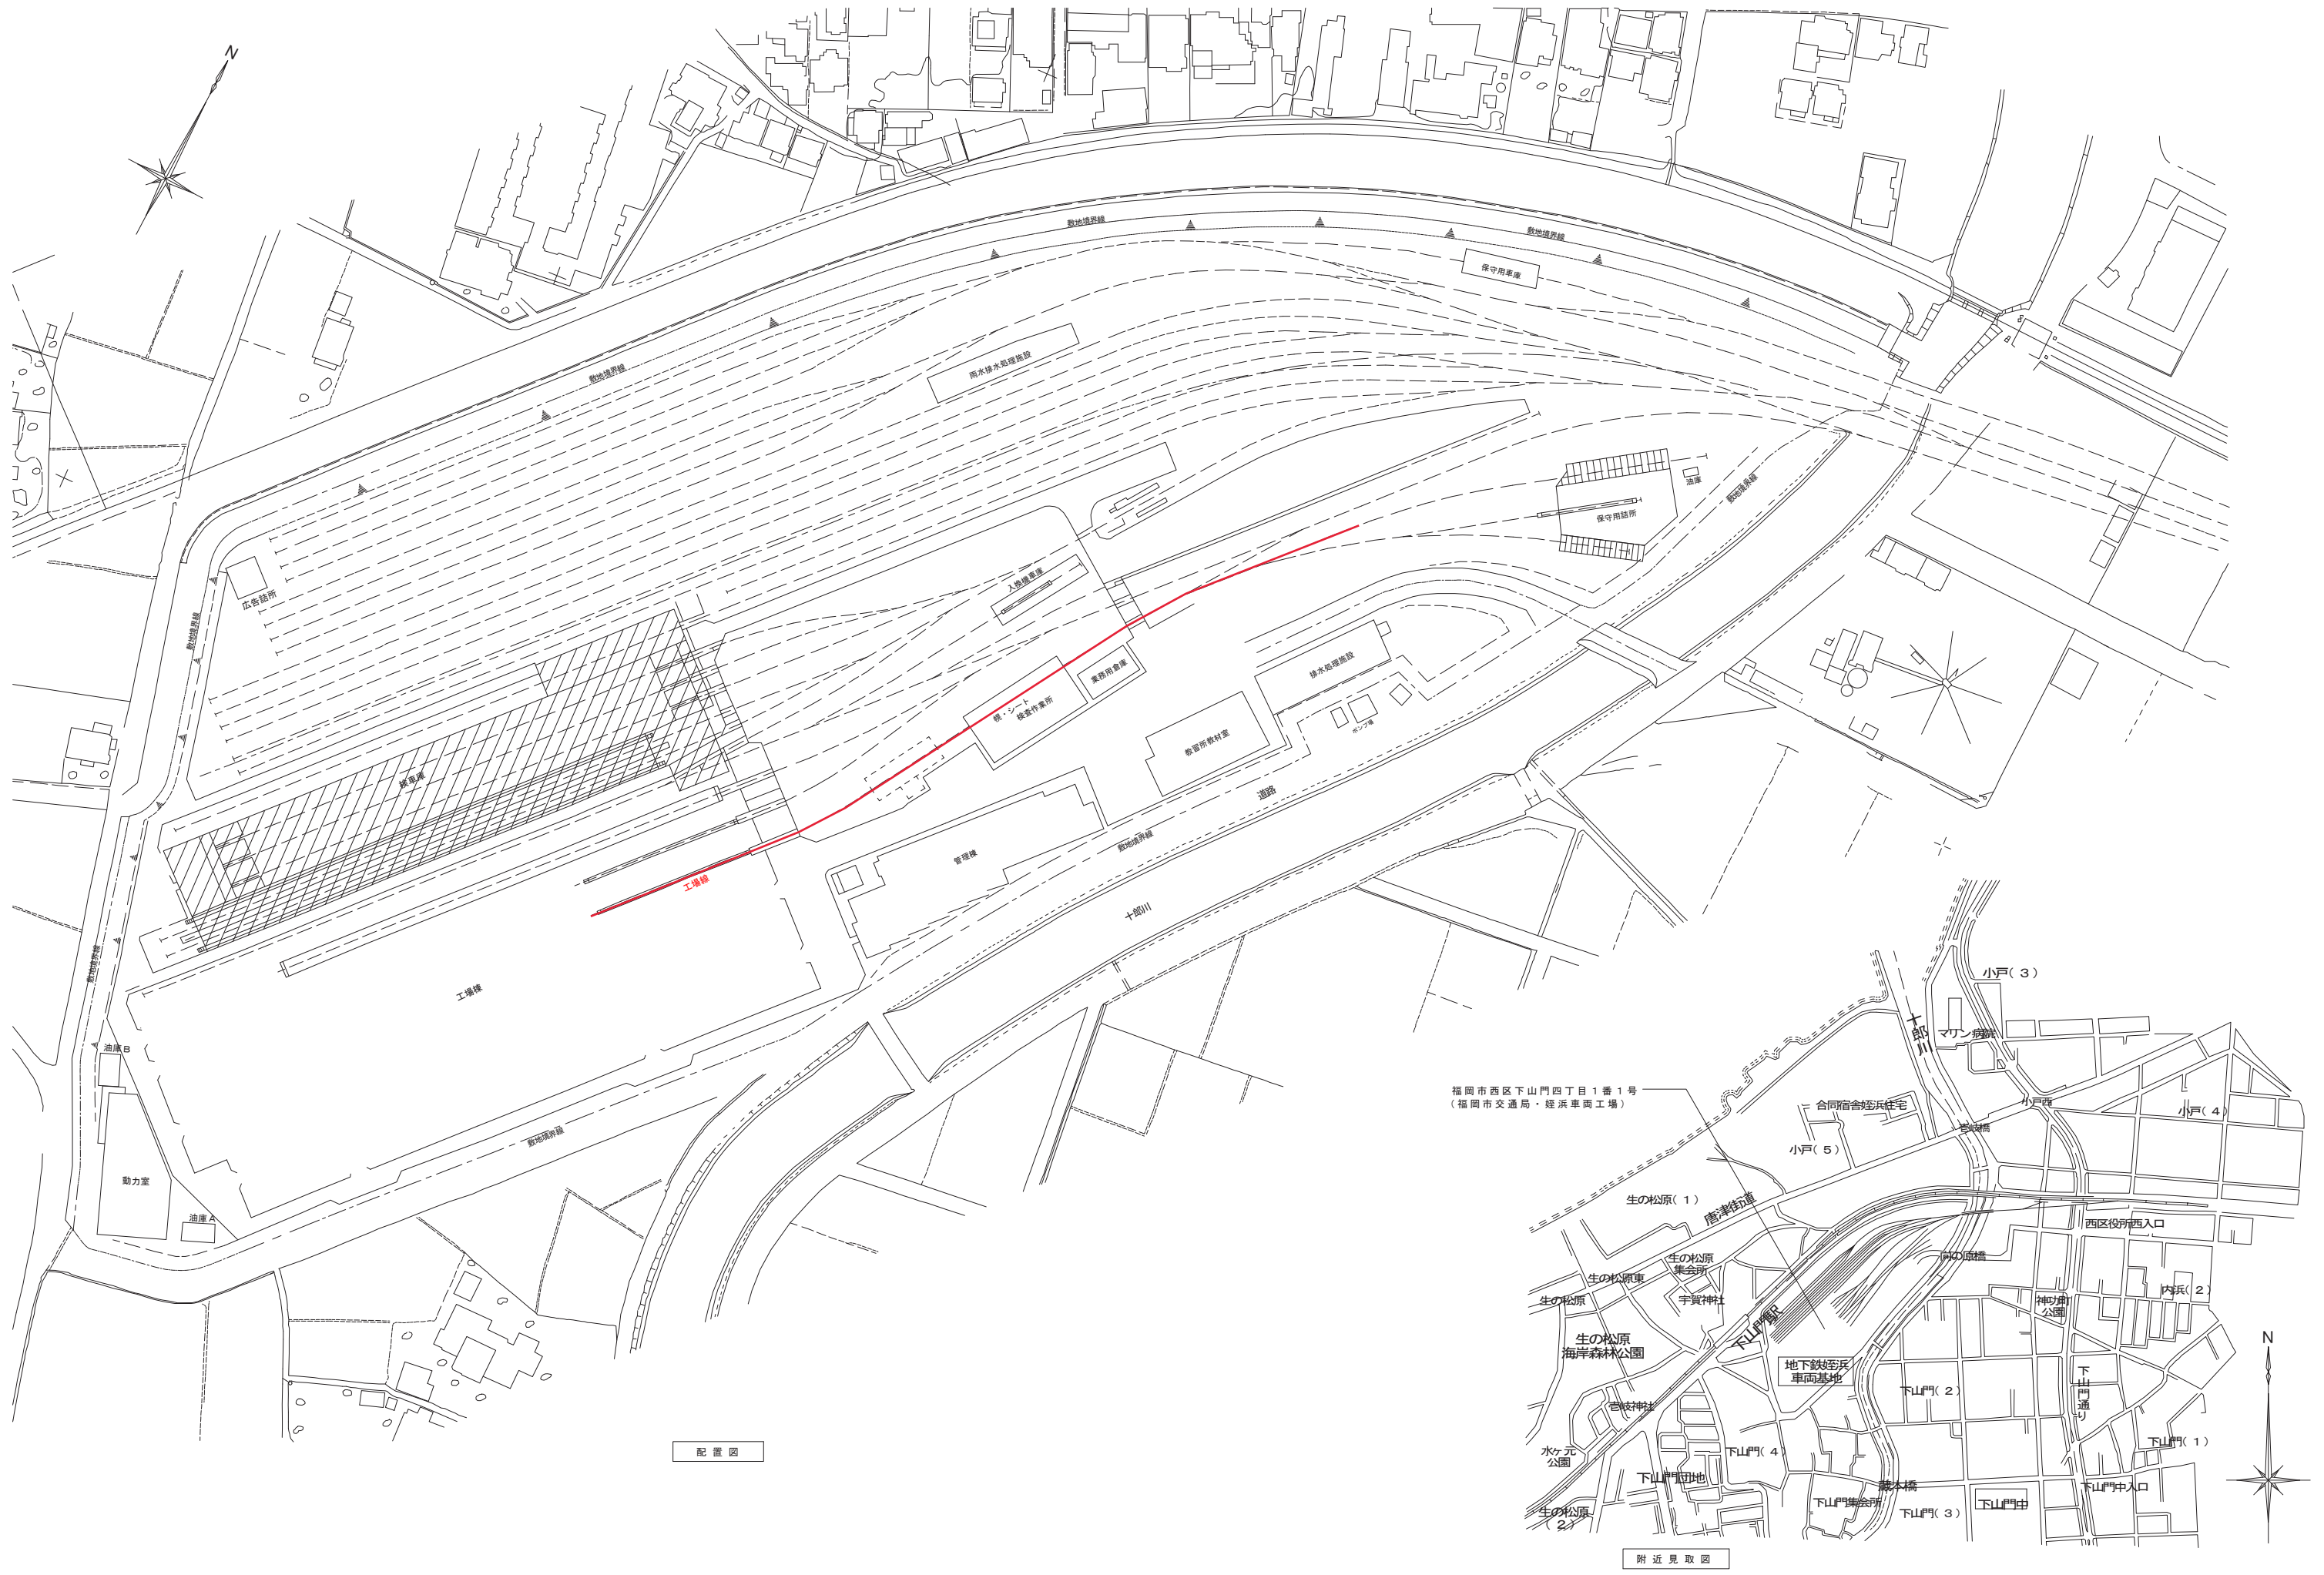 N
敷地境界線
敷地境界線
保守用車庫
雨水排水処理施設
敷地境界線
油庫
敷地境界線
保守用詰所
広告詰所
入換機車庫
敷地境界線
業務用倉庫
幌・シート
検査作業所
排水処理施設
ポンプ場
教習所教材室
検車庫
道路
敷地境界線
管理棟
工場線
十郎川
敷地境界線
工場棟
油庫B
敷地境界線
動力室
油庫A
配置図
小戸(3)
十郎川
マリン病院
福岡市西区下山門四丁目1番1号
(福岡市交通局・姪浜車両工場)
合同宿舎姪浜住宅
小戸西
小戸(4)
壱岐橋
小戸(5)
生の松原(1)
唐津街道
西区役所西入口
生の松原
集会所
生の松原東
内浜(2)
生の松原
宇賀神社
神功町
公園
下山門駅
生の松原
海岸森林公園
地下鉄姪浜
車両基地
下山門(2)
下山門通り
壱岐神社
水ヶ元
公園
下山門(4)
下山門(1)
下山門団地
蔵本橋
下山門中入口
下山門集会所
下山門中
生の松原
(2)
下山門(3)
N
附近見取図